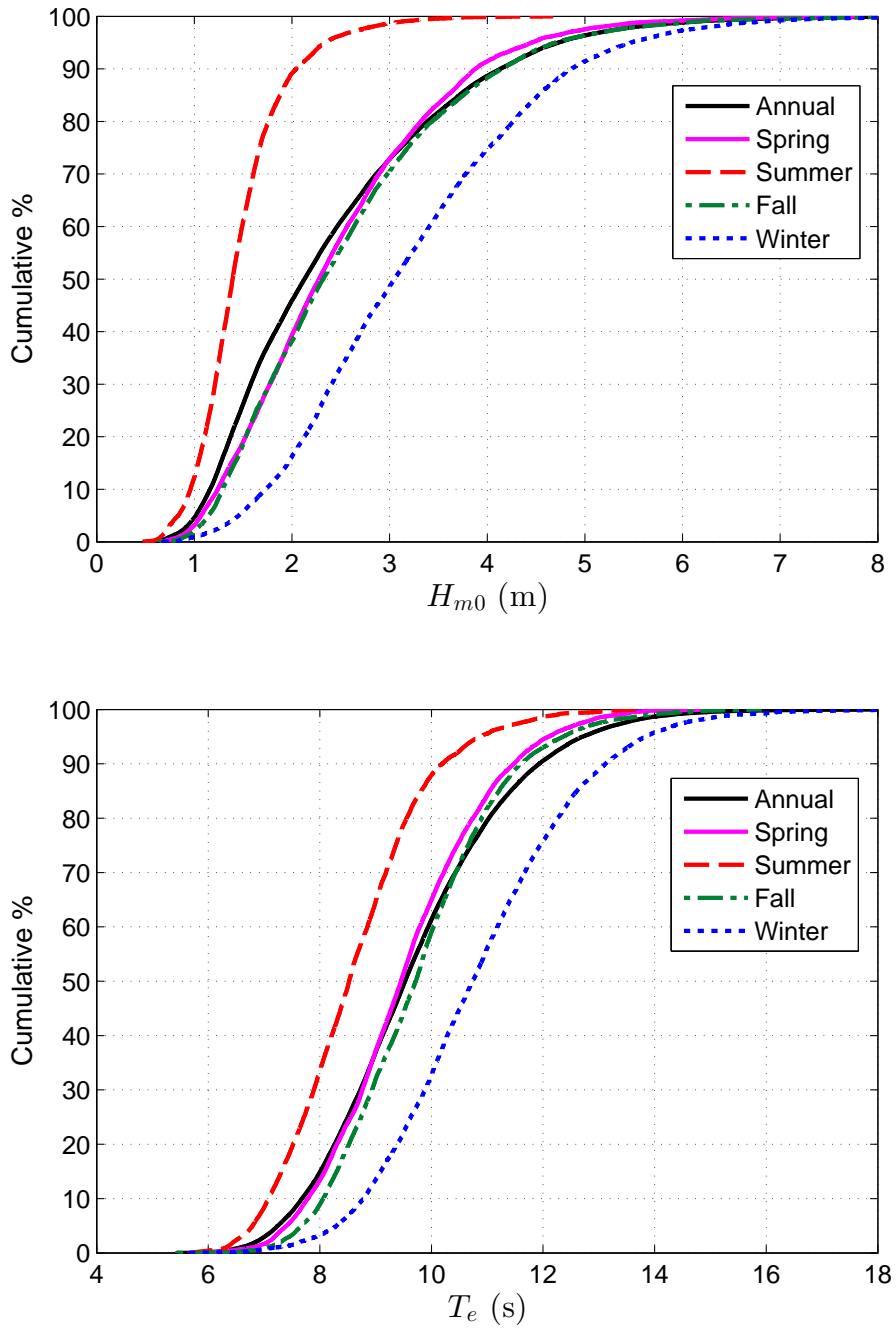 100
90
80
70
60
50
40
30
20
10
0
Cumulative %
Annual
Spring
Summer
Fall
Winter
0 1 2 3 4 5 6 7 8
H_{m0} (m)
100
90
80
70
60
50
40
30
20
10
0
Cumulative %
Annual
Spring
Summer
Fall
Winter
4 6 8 10 12 14 16 18
T_e (s)